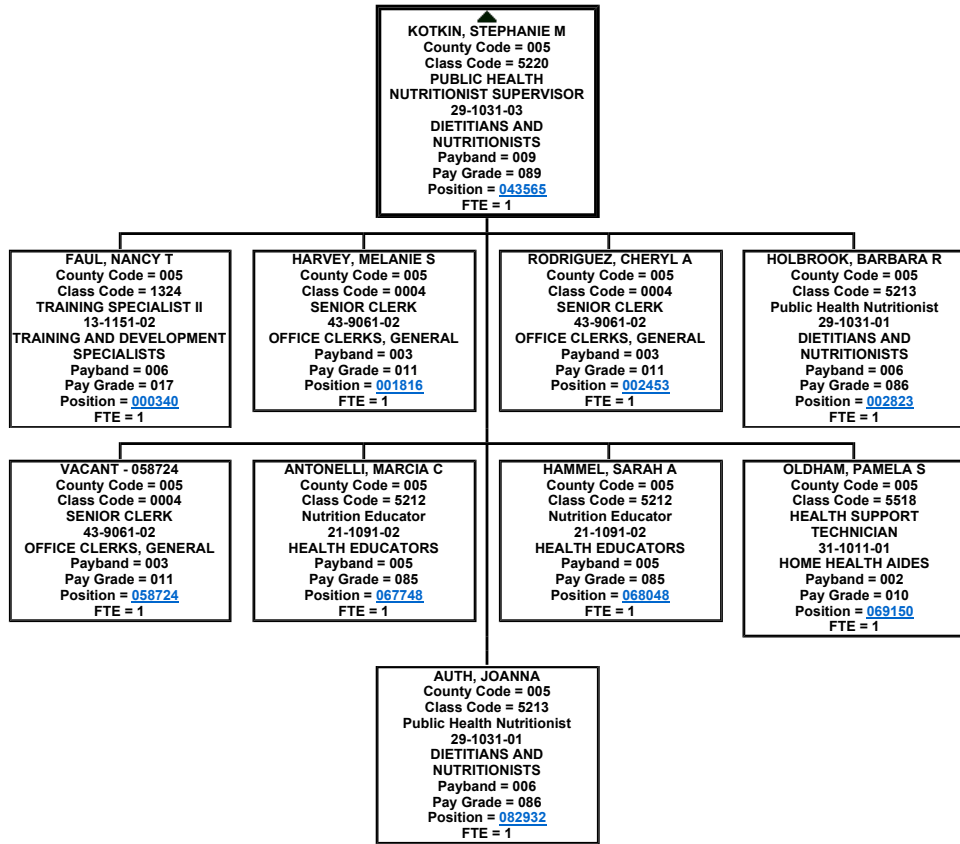 KOTKIN, STEPHANIE M
County Code = 005
Class Code = 5220
PUBLIC HEALTH
NUTRITIONIST SUPERVISOR
29-1031-03
DIETITIANS AND
NUTRITIONISTS
Payband = 009
Pay Grade = 089
Position = 043565
FTE = 1
FAUL, NANCY T
County Code = 005
Class Code = 1324
TRAINING SPECIALIST II
13-1151-02
TRAINING AND DEVELOPMENT
SPECIALISTS
Payband = 006
Pay Grade = 017
Position = 000340
FTE = 1
HARVEY, MELANIE S
County Code = 005
Class Code = 0004
SENIOR CLERK
43-9061-02
OFFICE CLERKS, GENERAL
Payband = 003
Pay Grade = 011
Position = 001816
FTE = 1
RODRIGUEZ, CHERYL A
County Code = 005
Class Code = 0004
SENIOR CLERK
43-9061-02
OFFICE CLERKS, GENERAL
Payband = 003
Pay Grade = 011
Position = 002453
FTE = 1
HOLBROOK, BARBARA R
County Code = 005
Class Code = 5213
Public Health Nutritionist
29-1031-01
DIETITIANS AND
NUTRITIONISTS
Payband = 006
Pay Grade = 086
Position = 002823
FTE = 1
VACANT - 058724
County Code = 005
Class Code = 0004
SENIOR CLERK
43-9061-02
OFFICE CLERKS, GENERAL
Payband = 003
Pay Grade = 011
Position = 058724
FTE = 1
ANTONELLI, MARCIA C
County Code = 005
Class Code = 5212
Nutrition Educator
21-1091-02
HEALTH EDUCATORS
Payband = 005
Pay Grade = 085
Position = 067748
FTE = 1
HAMMEL, SARAH A
County Code = 005
Class Code = 5212
Nutrition Educator
21-1091-02
HEALTH EDUCATORS
Payband = 005
Pay Grade = 085
Position = 068048
FTE = 1
OLDHAM, PAMELA S
County Code = 005
Class Code = 5518
HEALTH SUPPORT
TECHNICIAN
31-1011-01
HOME HEALTH AIDES
Payband = 002
Pay Grade = 010
Position = 069150
FTE = 1
AUTH, JOANNA
County Code = 005
Class Code = 5213
Public Health Nutritionist
29-1031-01
DIETITIANS AND
NUTRITIONISTS
Payband = 006
Pay Grade = 086
Position = 082932
FTE = 1